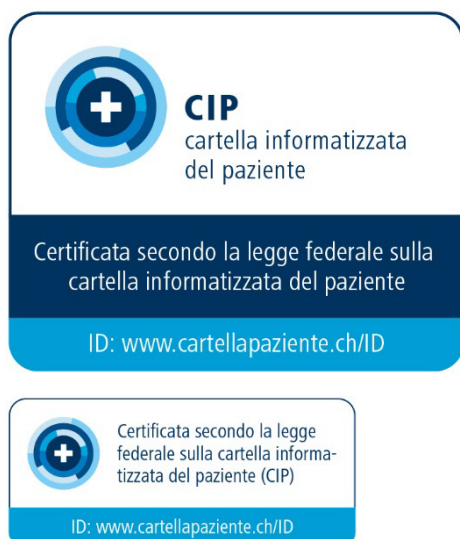 CIP
cartella informatizzata
del paziente
Certificata secondo la legge federale sulla
cartella informatizzata del paziente
ID: www.cartellapaziente.ch/ID
Certificata secondo la legge
federale sulla cartella informa-
tizzata del paziente (CIP)
ID: www.cartellapaziente.ch/ID